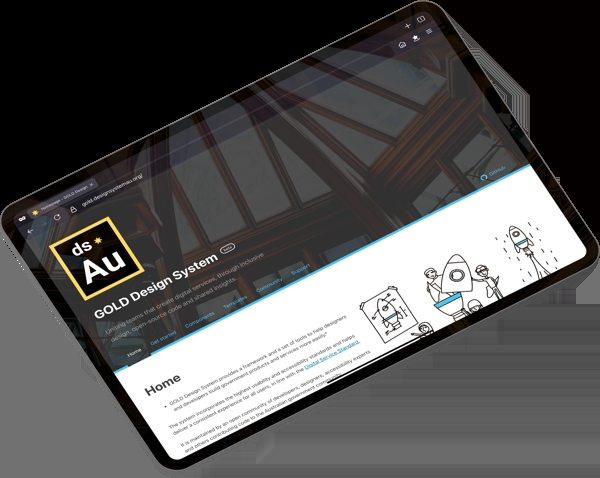 Homepage - GOLD Design
gold.designsystemau.org/
GitHub
ds
Au
GOLD Design System beta
Uniting teams that create digital services, through inclusive
design, open-source code and shared insights.
Home Get started Components Templates Community Support
Home
GOLD Design System provides a framework and a set of tools to help designers
and developers build government products and services more easily.
The system incorporates the highest usability and accessibility standards and helps
deliver a consistent experience for all users, in line with the Digital Service Standard.
It is maintained by an open community of developers, designers, accessibility experts
and others contributing code to the Australian government community.